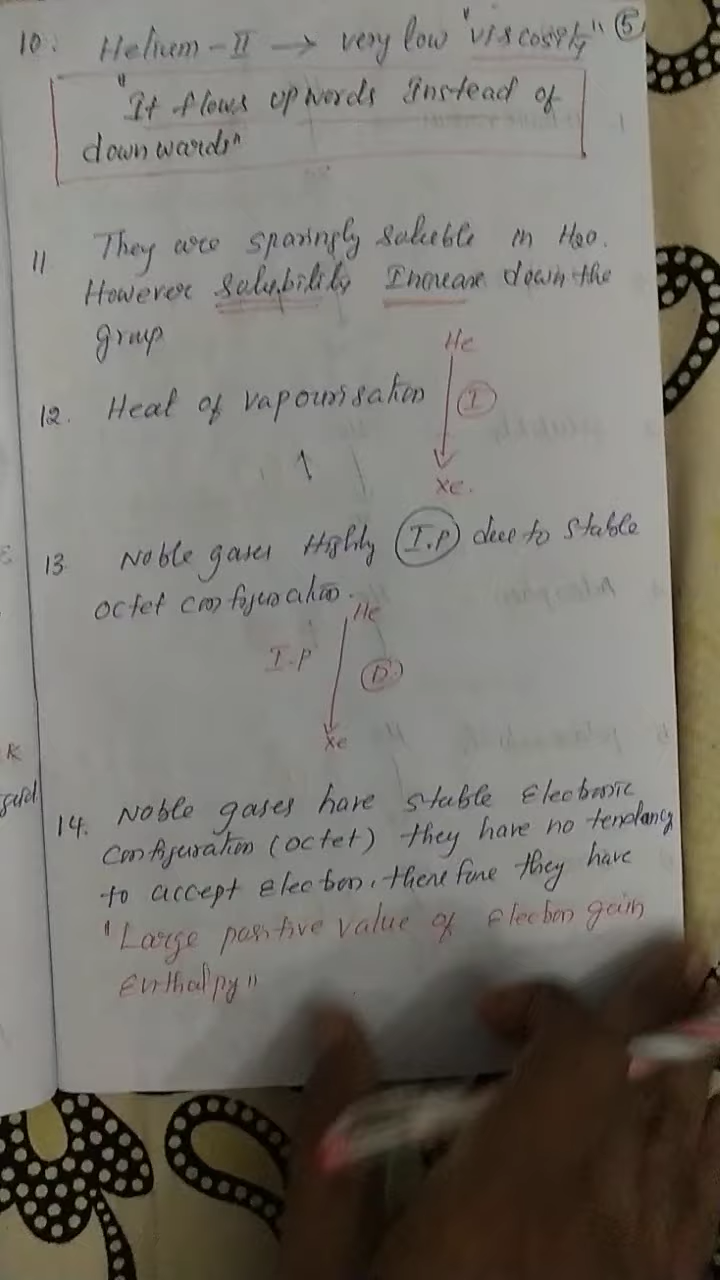 10. Helium-II → very low "viscosity" ⑤
"It flows upwords instead of
downwards"
11 They are sparingly soluble in H2O.
However solubility Increase down the
group
He
12. Heat of vapourisation ↓ I
↑
Xe.
13 Noble gases Highly I.P due to stable
octet configuration.
He
I.P ↓ D
Xe
14. Noble gases have stable Electronic
configuration (octet) they have no tendancy
to accept electron. therefore they have
"Large positive value of electron gain
enthalpy"